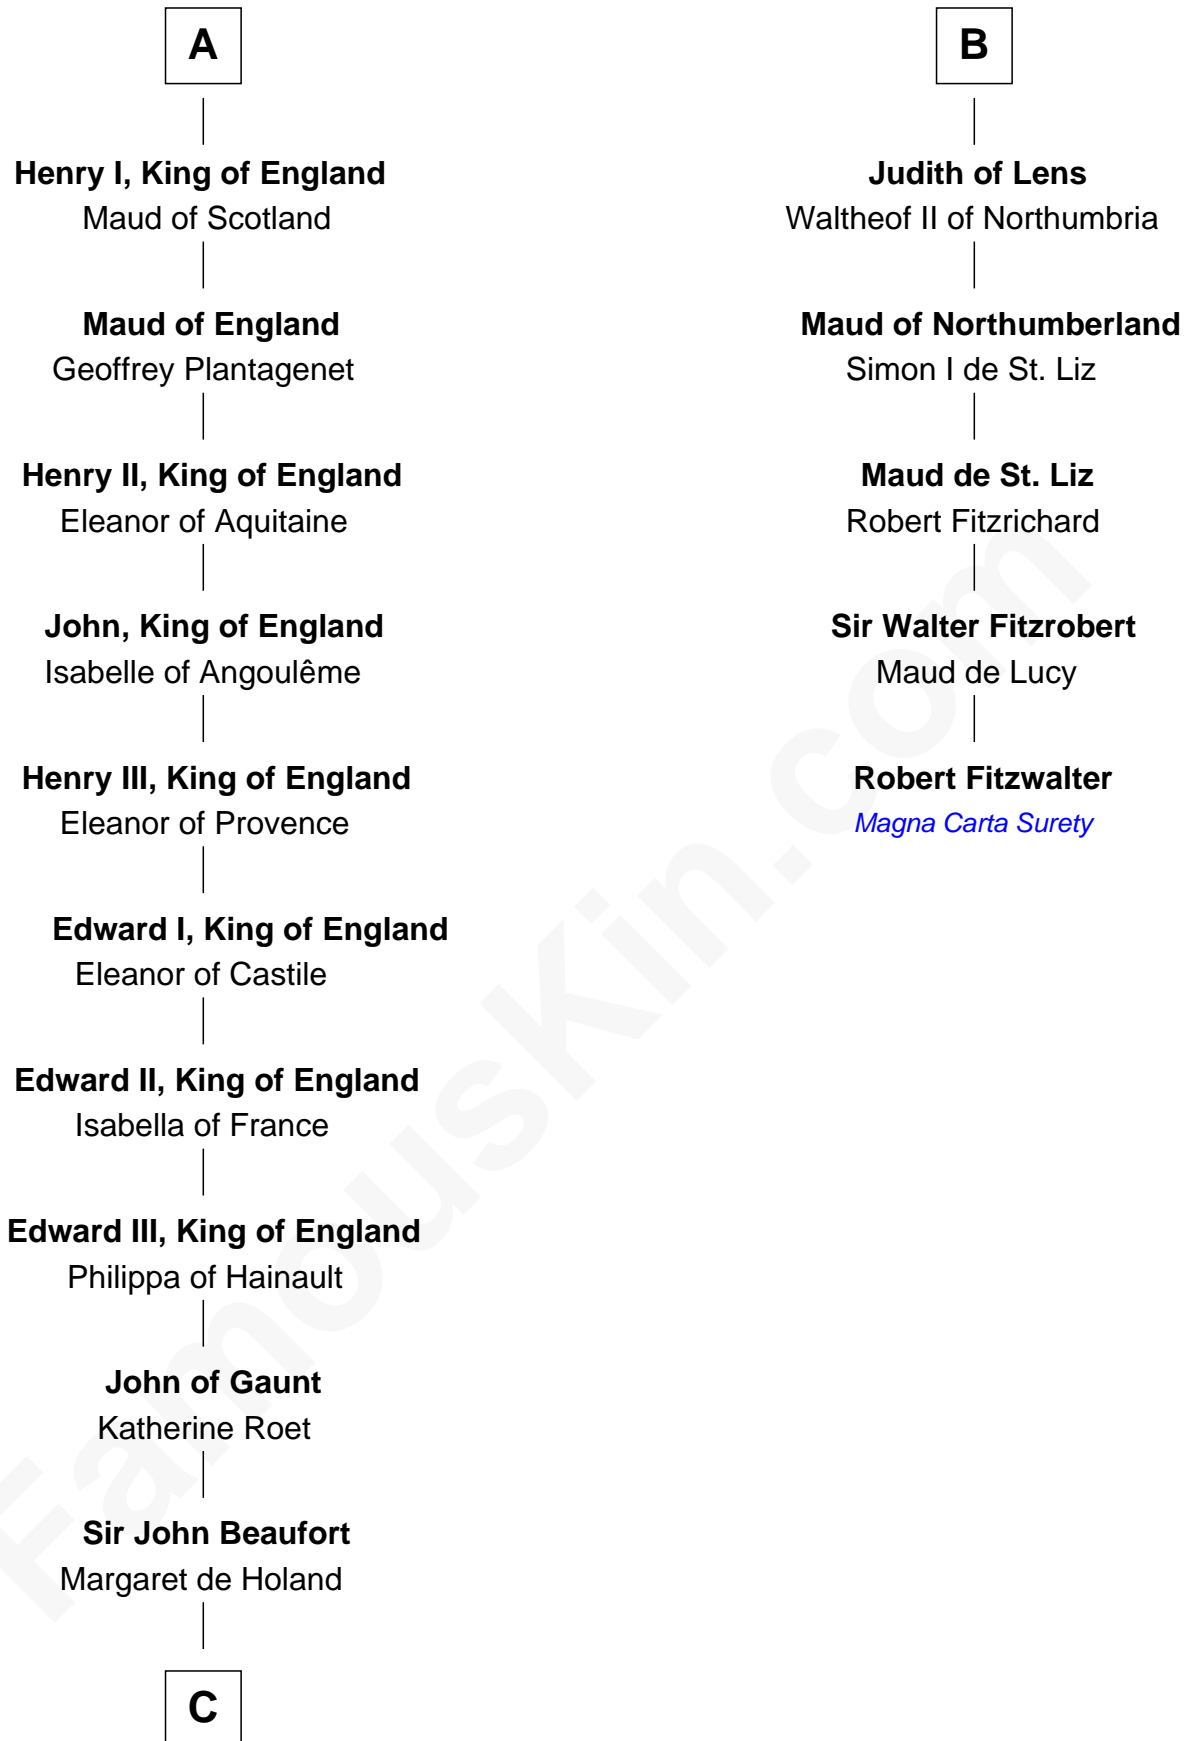 A
Henry I, King of England
Maud of Scotland
Maud of England
Geoffrey Plantagenet
Henry II, King of England
Eleanor of Aquitaine
John, King of England
Isabelle of Angoulême
Henry III, King of England
Eleanor of Provence
Edward I, King of England
Eleanor of Castile
Edward II, King of England
Isabella of France
Edward III, King of England
Philippa of Hainault
John of Gaunt
Katherine Roet
Sir John Beaufort
Margaret de Holand
C
B
Judith of Lens
Waltheof II of Northumbria
Maud of Northumberland
Simon I de St. Liz
Maud de St. Liz
Robert Fitzrichard
Sir Walter Fitzrobert
Maud de Lucy
Robert Fitzwalter
Magna Carta Surety
FamousKin.com